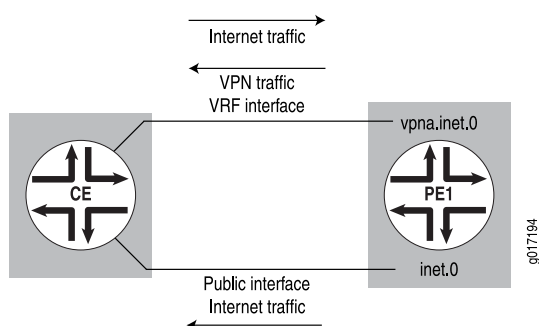 Internet traffic
VPN traffic
VRF interface
vpna.inet.0
CE
PE1
inet.0
Public interface
Internet traffic
g017194